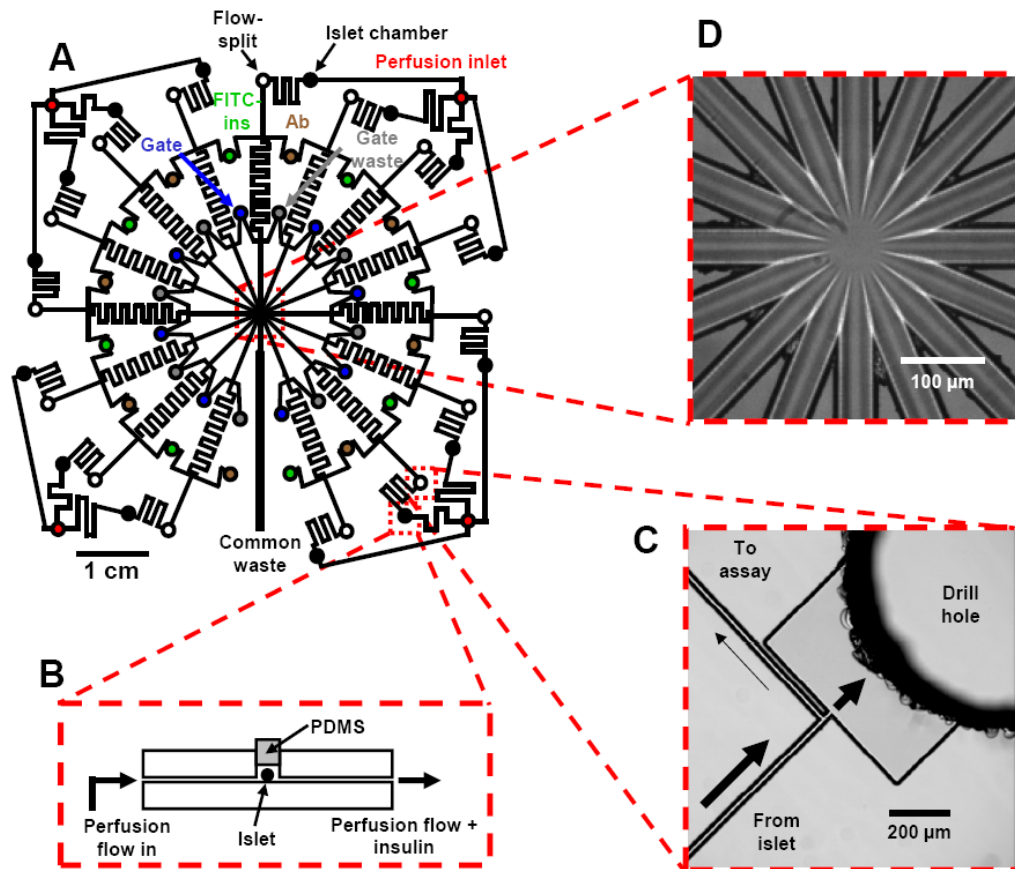 A
Flow-
split
Islet chamber
Perfusion inlet
FITC-
ins
Ab
Gate
Gate
waste
Common
waste
1 cm
D
100 µm
B
PDMS
Perfusion
flow in
Islet
Perfusion flow +
insulin
C
To
assay
Drill
hole
From
islet
200 µm